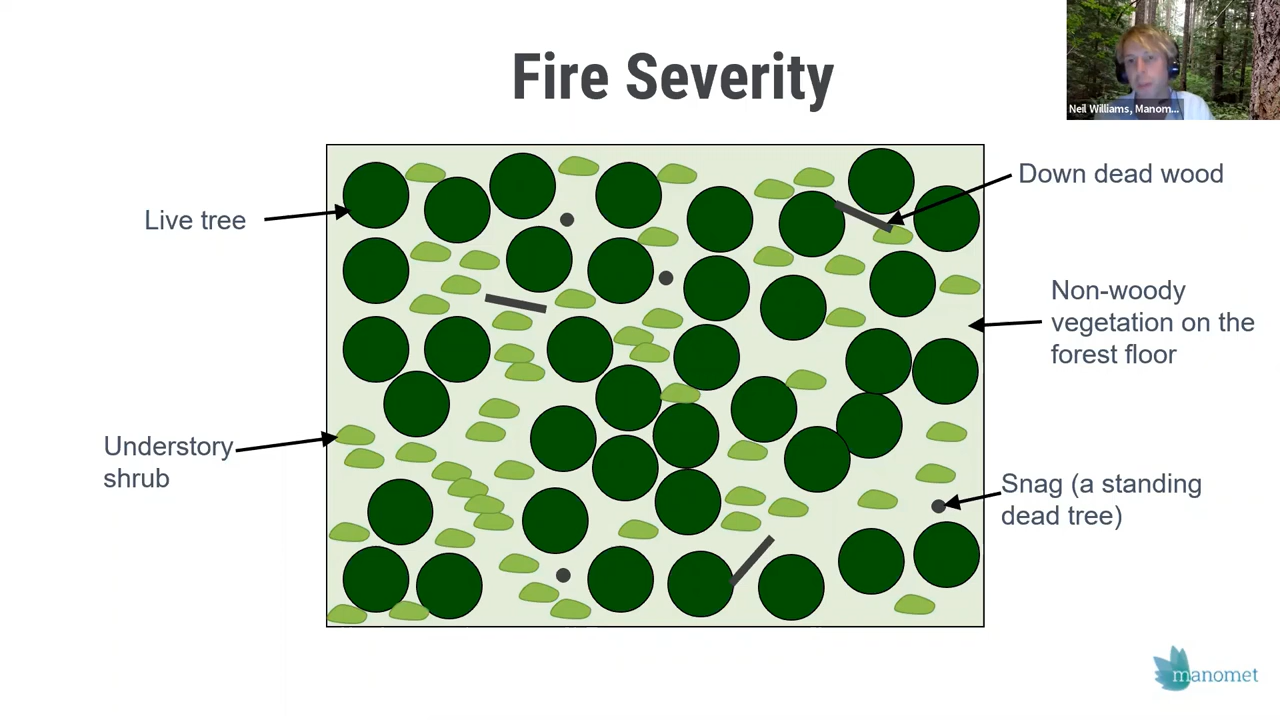 Fire Severity
Neil Williams, Manom...
Live tree
Down dead wood
Non-woody
vegetation on the
forest floor
Understory
shrub
Snag (a standing
dead tree)
manomet